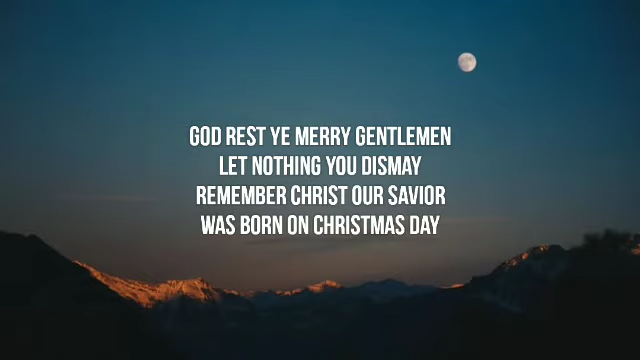 GOD REST YE MERRY GENTLEMEN
LET NOTHING YOU DISMAY
REMEMBER CHRIST OUR SAVIOR
WAS BORN ON CHRISTMAS DAY